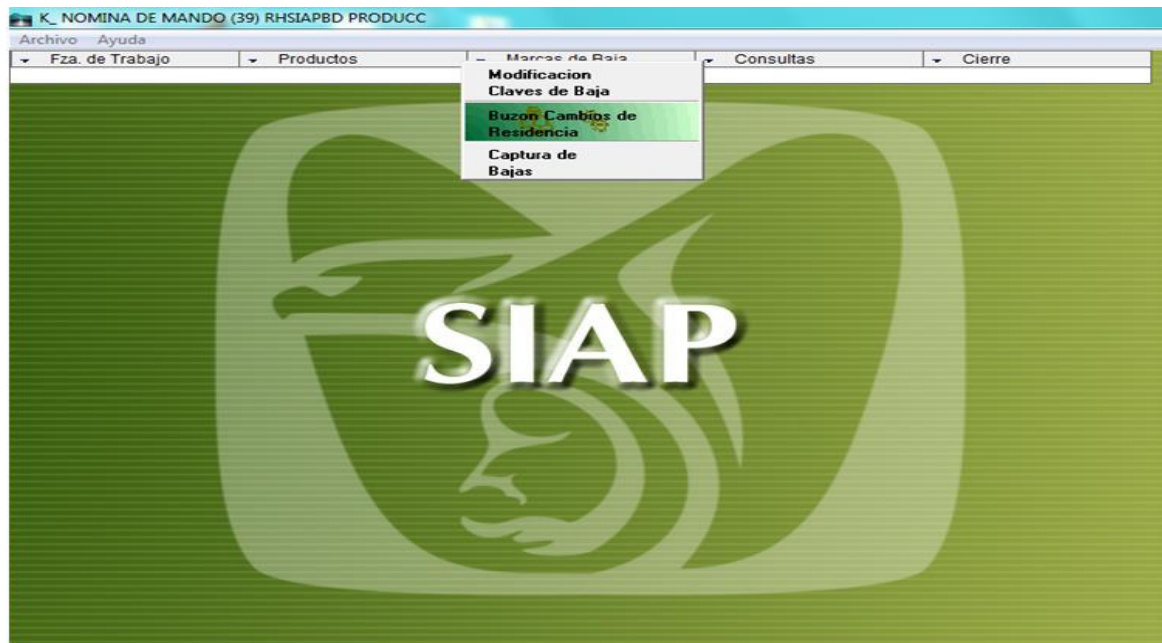 K_ NOMINA DE MANDO (39) RHSIAPBD PRODUCC
Archivo Ayuda
Fza. de Trabajo Productos Marcas de Baja Consultas Cierre
Modificacion
Claves de Baja
Buzon Cambios de
Residencia
Captura de
Bajas
SIAP